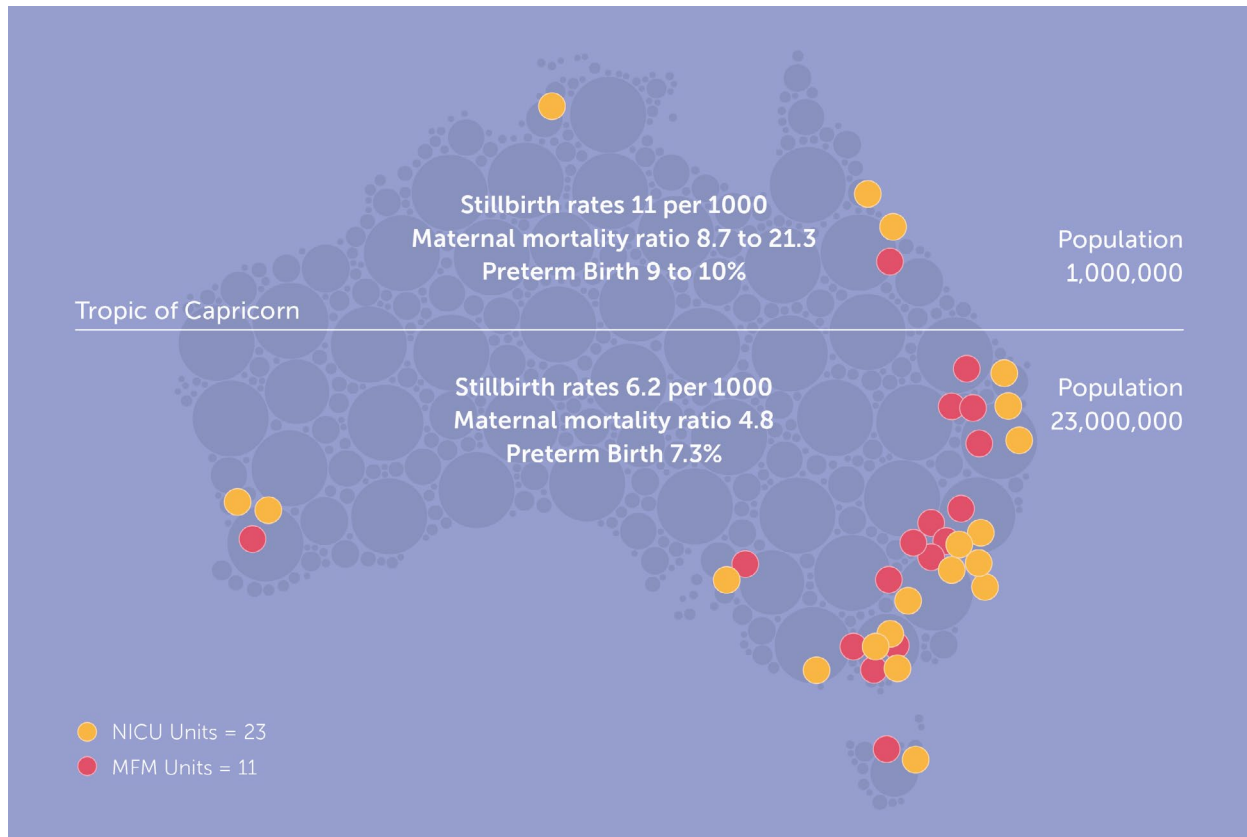 Stillbirth rates 11 per 1000
Maternal mortality ratio 8.7 to 21.3
Preterm Birth 9 to 10%
Population
1,000,000
Tropic of Capricorn
Stillbirth rates 6.2 per 1000
Maternal mortality ratio 4.8
Preterm Birth 7.3%
Population
23,000,000
NICU Units = 23
MFM Units = 11